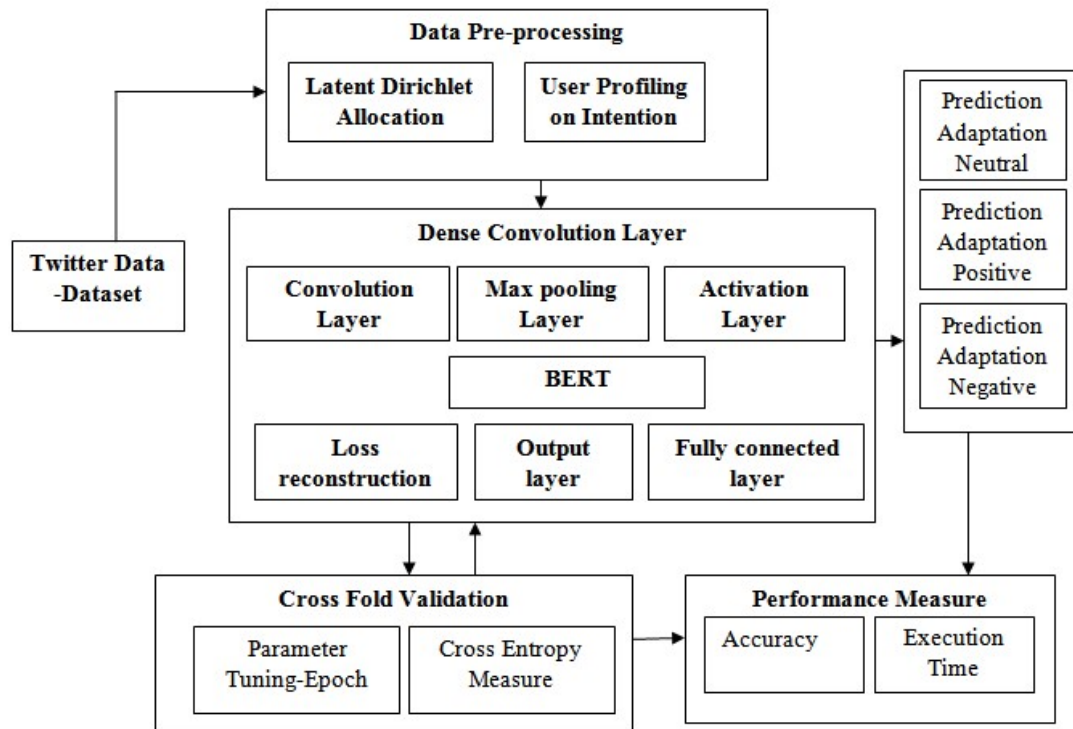 Data Pre-processing
Latent Dirichlet
Allocation
User Profiling
on Intention
Twitter Data
-Dataset
Dense Convolution Layer
Convolution
Layer
Max pooling
Layer
Activation
Layer
BERT
Loss
reconstruction
Output
layer
Fully connected
layer
Prediction
Adaptation
Neutral
Prediction
Adaptation
Positive
Prediction
Adaptation
Negative
Cross Fold Validation
Parameter
Tuning-Epoch
Cross Entropy
Measure
Performance Measure
Accuracy
Execution
Time